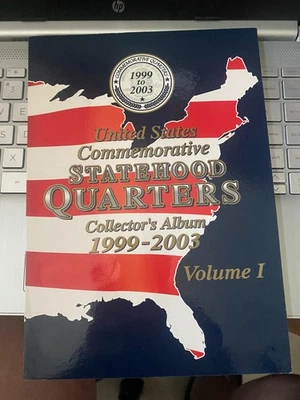 COMMEMORATIVE QUARTERS
1999
to
2003
United States
Commemorative
STATEHOOD
QUARTERS
Collector's Album
1999-2003
Volume I
hp